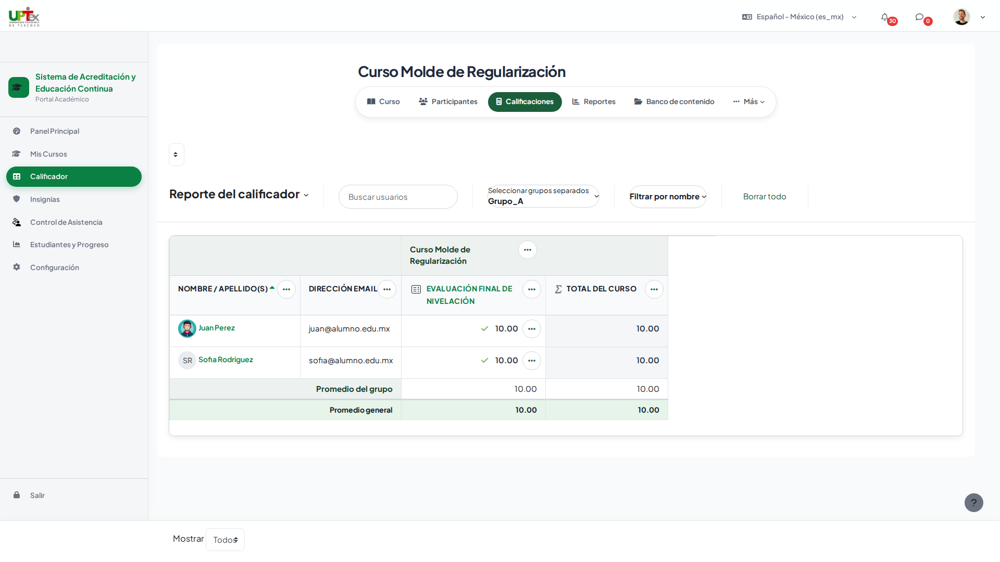 UPTex
UNIVERSIDAD POLITÉCNICA
DE TEXCOCO
Español - México (es_mx)
30
0
Sistema de Acreditación y
Educación Continua
Portal Académico
Panel Principal
Mis Cursos
Calificador
Insignias
Control de Asistencia
Estudiantes y Progreso
Configuración
Salir
Curso Molde de Regularización
Curso
Participantes
Calificaciones
Reportes
Banco de contenido
Más
Reporte del calificador
Buscar usuarios
Seleccionar grupos separados
Grupo_A
Filtrar por nombre
Borrar todo
Curso Molde de
Regularización
NOMBRE / APELLIDO(S)
DIRECCIÓN EMAIL
EVALUACIÓN FINAL DE
NIVELACIÓN
TOTAL DEL CURSO
Juan Perez
juan@alumno.edu.mx
10.00
10.00
SR
Sofia Rodriguez
sofia@alumno.edu.mx
10.00
10.00
Promedio del grupo
10.00
10.00
Promedio general
10.00
10.00
?
Mostrar
Todos